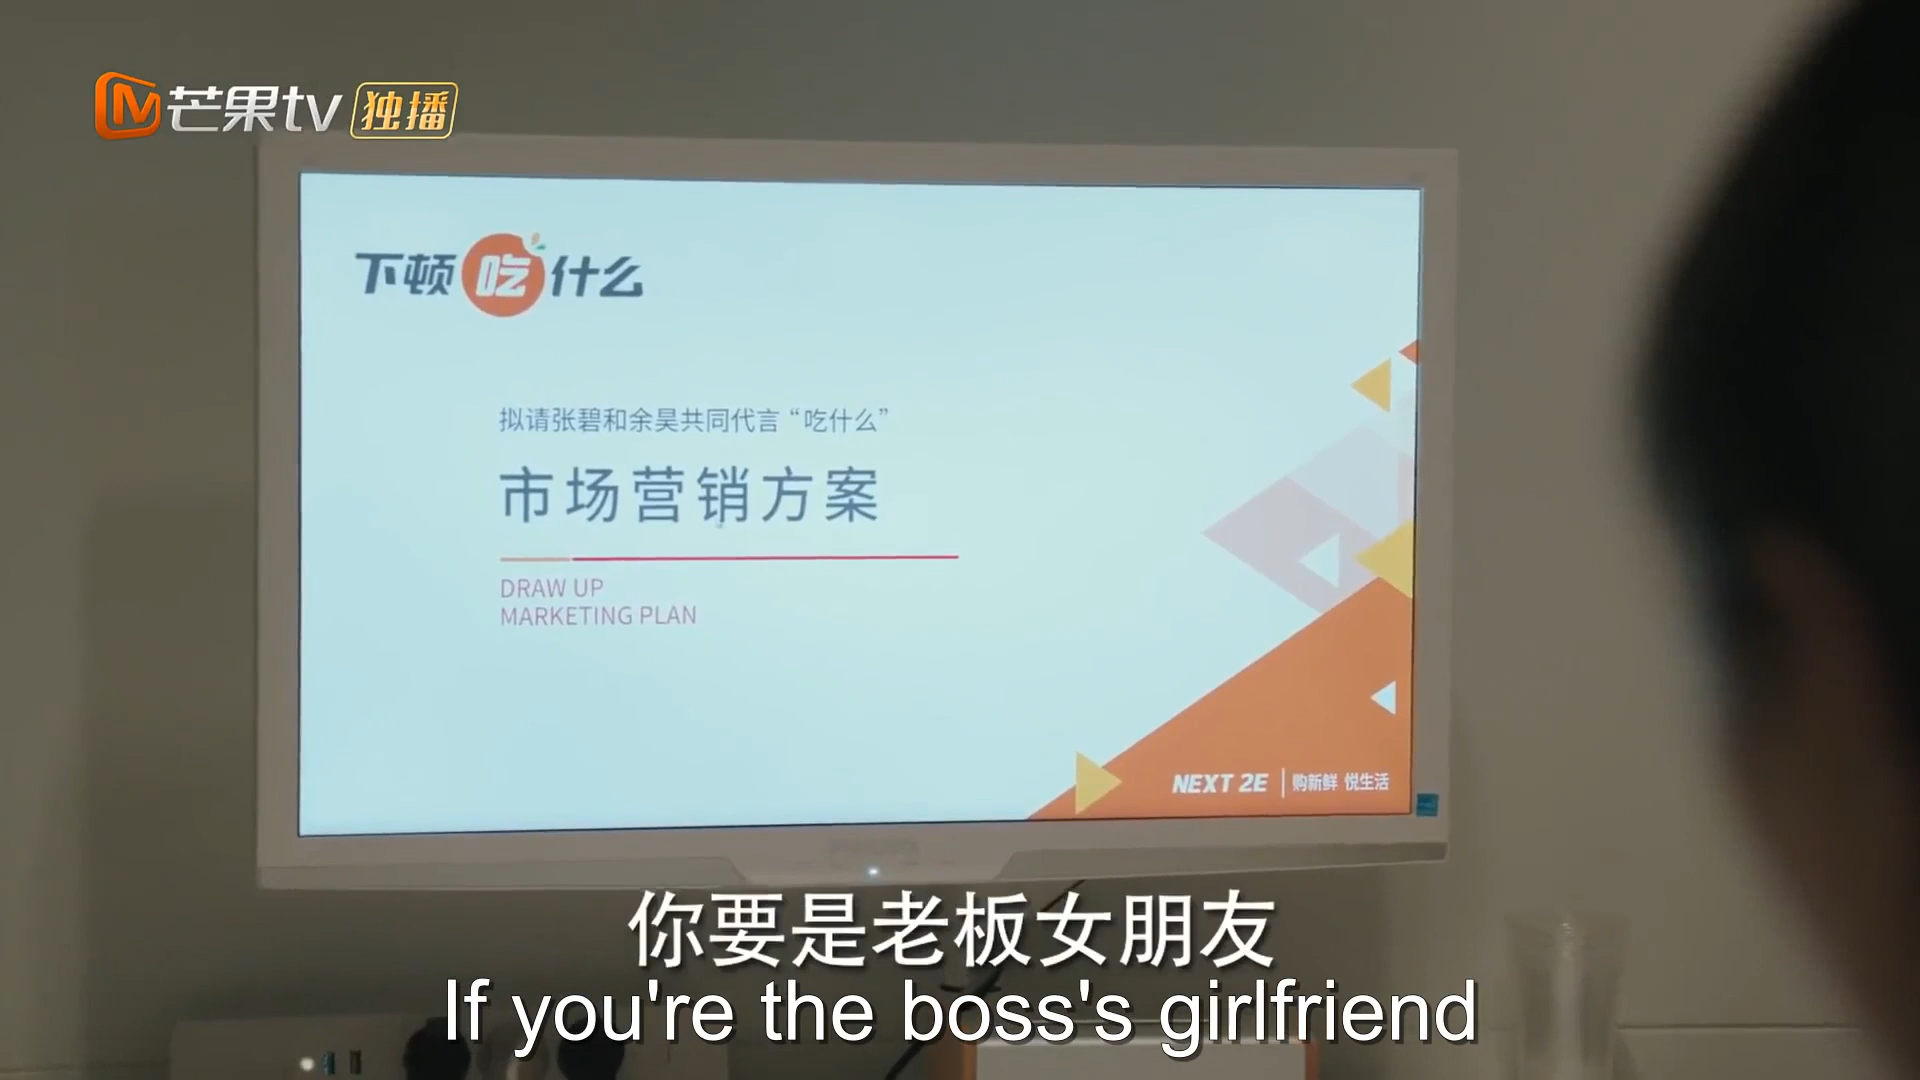 芒果tv 独播
下顿吃什么
拟请张碧和余昊共同代言“吃什么”
市场营销方案
DRAW UP
MARKETING PLAN
NEXT 2E 购新鲜 悦生活
你要是老板女朋友
If you're the boss's girlfriend